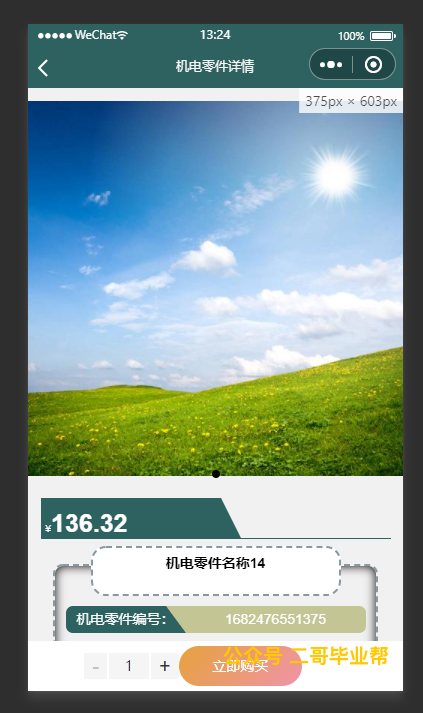 ●●●●● WeChat 13:24 100%
机电零件详情
375px × 603px
¥136.32
机电零件名称14
机电零件编号: 1682476551375
- 1 + 立即购买
公众号 二哥毕业帮